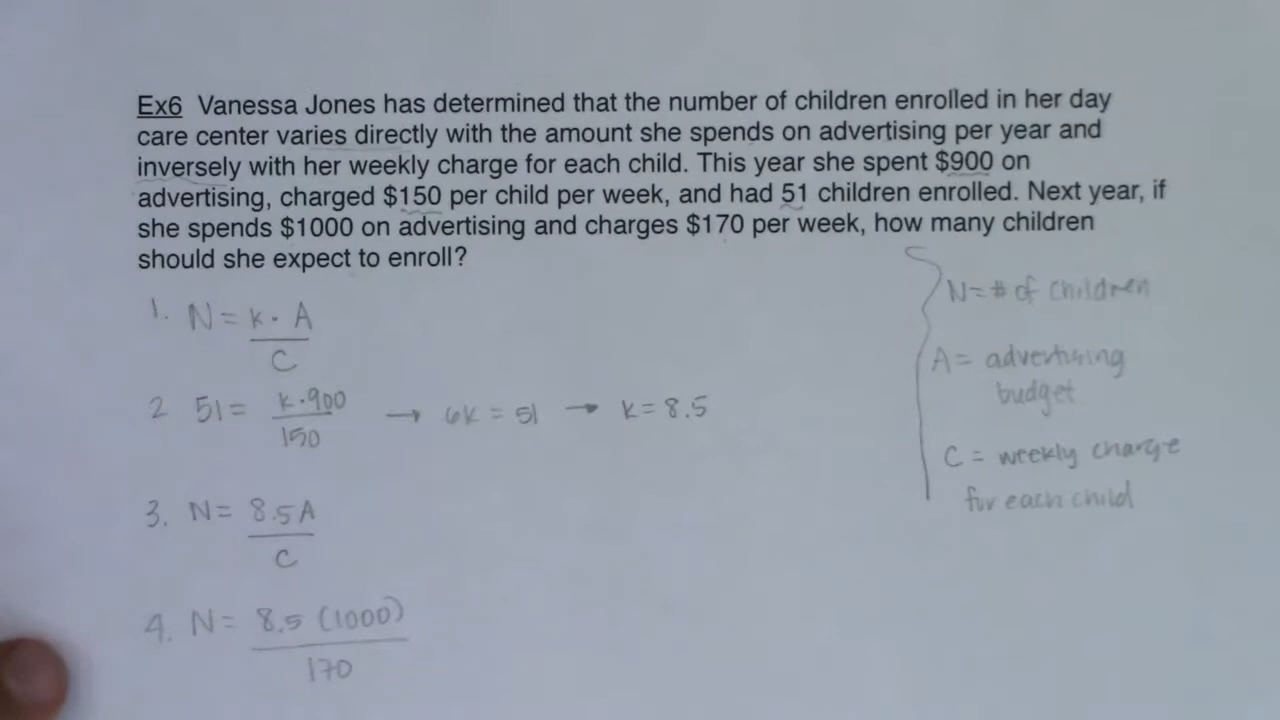 Ex6 Vanessa Jones has determined that the number of children enrolled in her day
care center varies directly with the amount she spends on advertising per year and
inversely with her weekly charge for each child. This year she spent $900 on
advertising, charged $150 per child per week, and had 51 children enrolled. Next year, if
she spends $1000 on advertising and charges $170 per week, how many children
should she expect to enroll?
1. N = k · A
C
2 51 = k · 900 → 6k = 51 → k = 8.5
150
3. N = 8.5A
C
4. N = 8.5 (1000)
170
N = # of children
A = advertising
budget
C = weekly charge
for each child